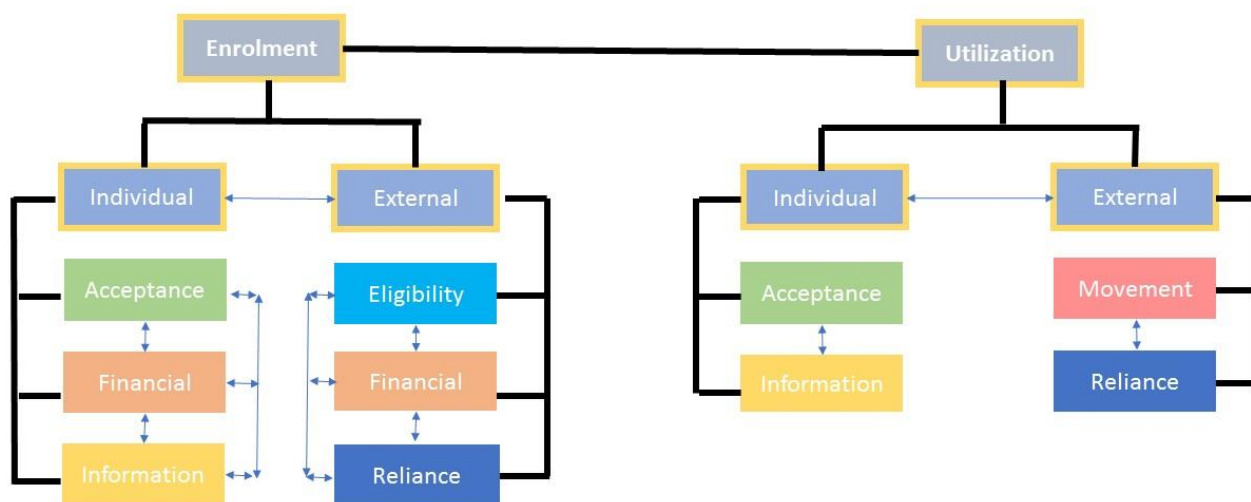 Enrolment
Utilization
Individual
External
Individual
External
Acceptance
Eligibility
Acceptance
Movement
Financial
Financial
Information
Reliance
Information
Reliance